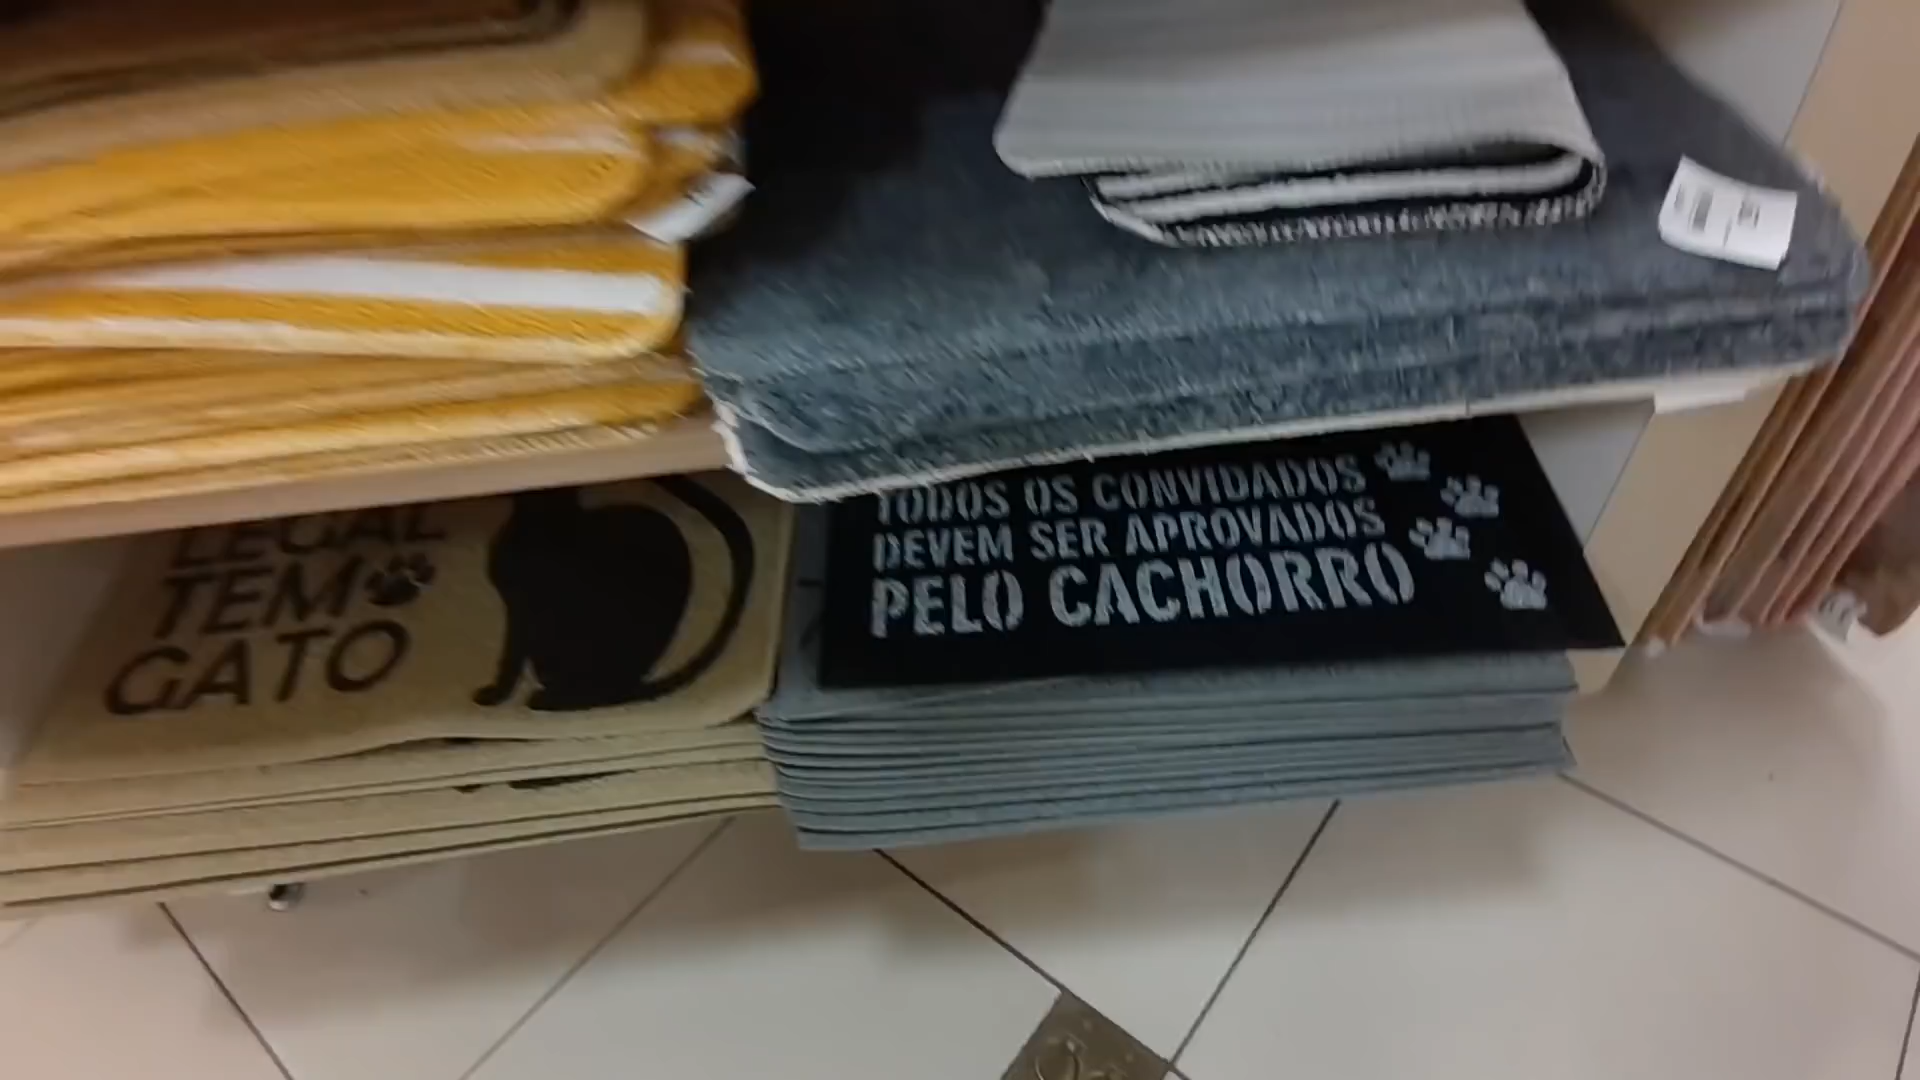 LEGAL
TEM
GATO
TODOS OS CONVIDADOS
DEVEM SER APROVADOS
PELO CACHORRO